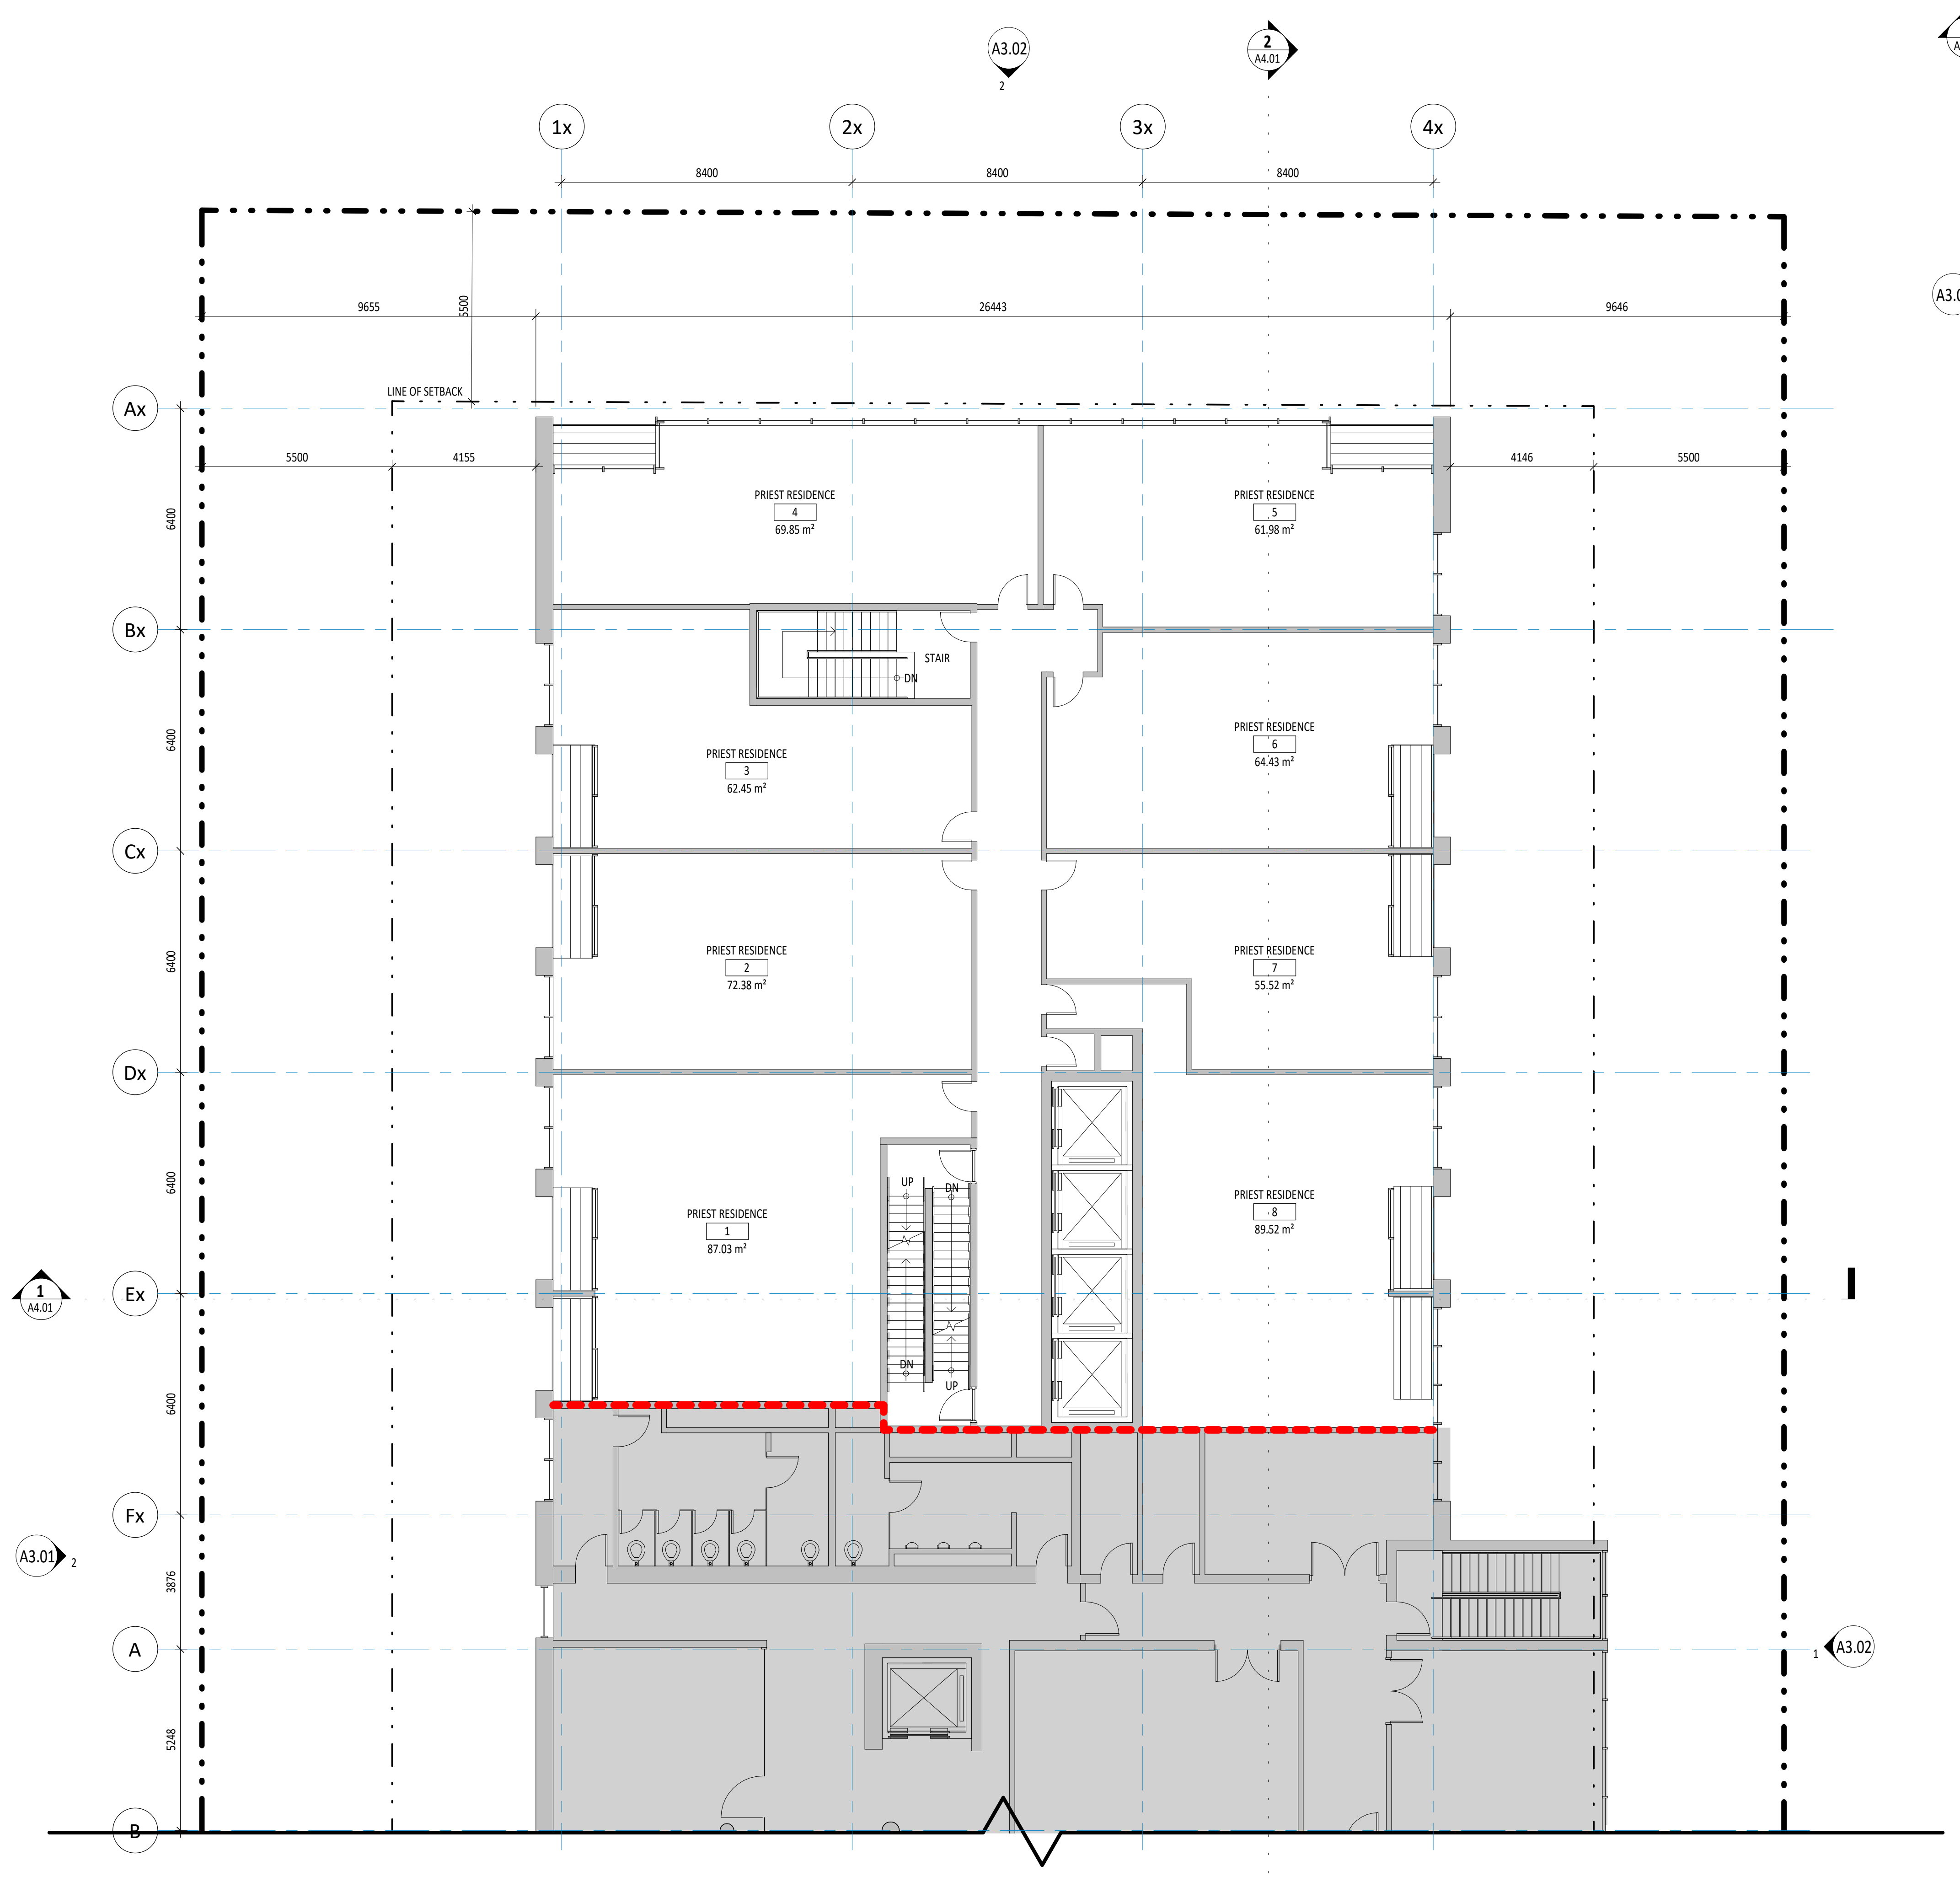 A3.02
2
2
A4.01
A
1x
2x
3x
4x
8400
8400
8400
9655
5500
26443
9646
A3.0
LINE OF SETBACK
Ax
5500
4155
4146
5500
6400
PRIEST RESIDENCE
4
69.85 m²
PRIEST RESIDENCE
5
61.98 m²
Bx
STAIR
DN
6400
PRIEST RESIDENCE
3
62.45 m²
PRIEST RESIDENCE
6
64.43 m²
Cx
6400
PRIEST RESIDENCE
2
72.38 m²
PRIEST RESIDENCE
7
55.52 m²
Dx
6400
UP
DN
PRIEST RESIDENCE
1
87.03 m²
PRIEST RESIDENCE
8
89.52 m²
1
A4.01
Ex
DN
UP
6400
Fx
A3.01
2
3876
A
1
A3.02
5248
B